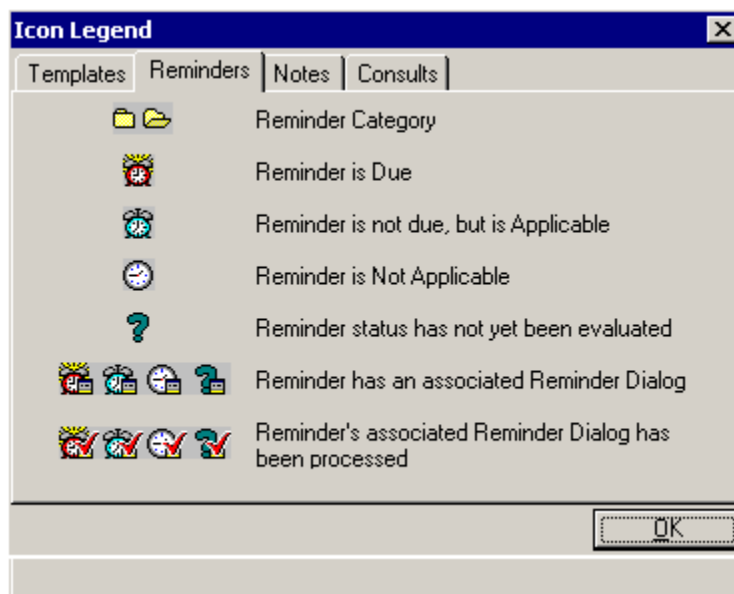 Icon Legend
Templates Reminders Notes Consults
Reminder Category
Reminder is Due
Reminder is not due, but is Applicable
Reminder is Not Applicable
Reminder status has not yet been evaluated
Reminder has an associated Reminder Dialog
Reminder's associated Reminder Dialog has
been processed
OK